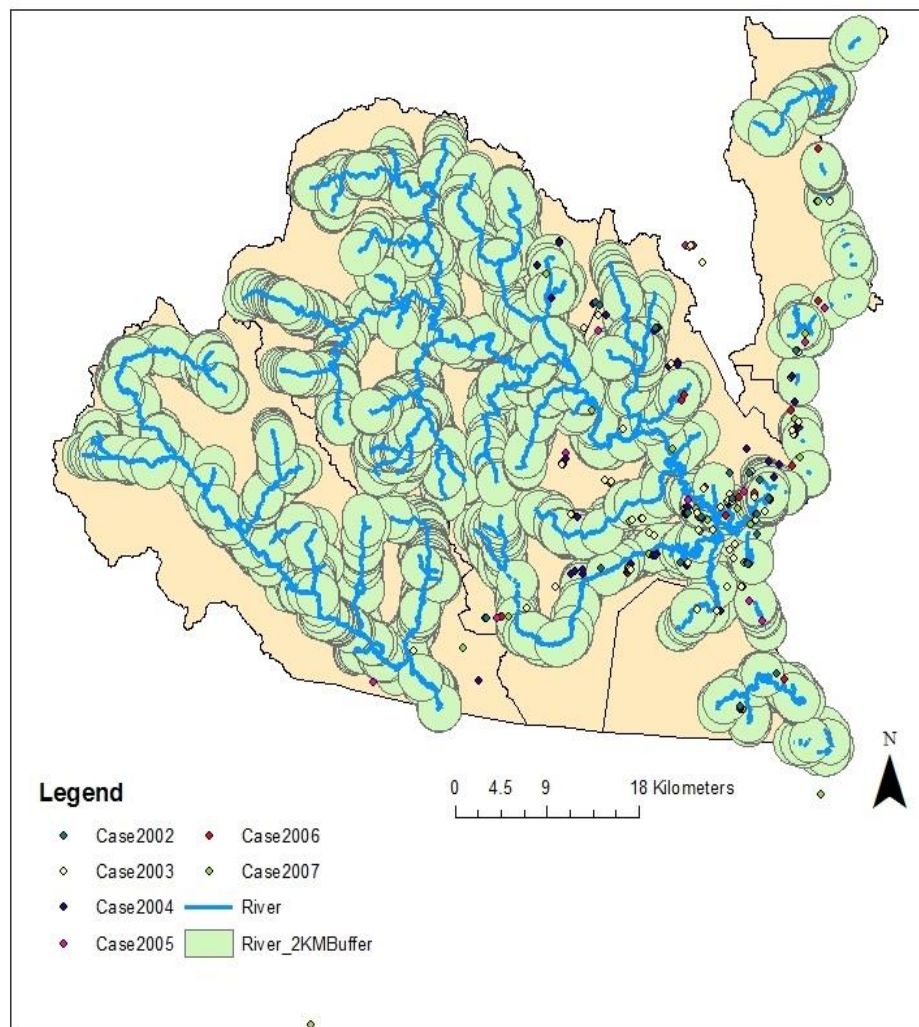 N
Legend
0 4.5 9 18 Kilometers
Case2002
Case2006
Case2003
Case2007
Case2004
River
Case2005
River_2KMBuffer